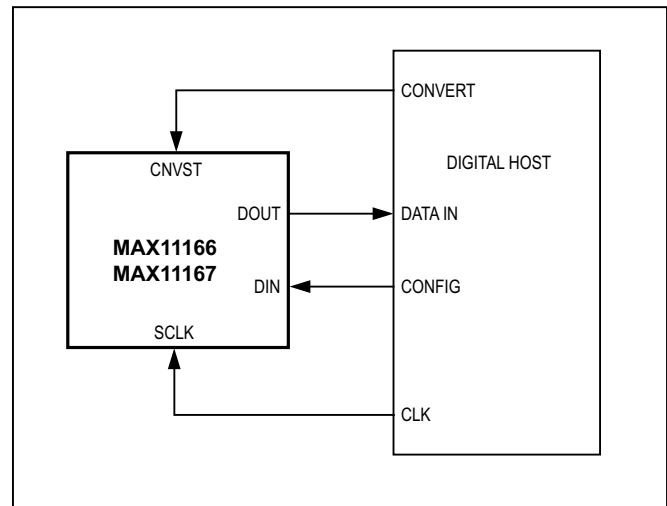 CONVERT
CNVST
DIGITAL HOST
DOUT
DATA IN
MAX11166
MAX11167
DIN
CONFIG
SCLK
CLK